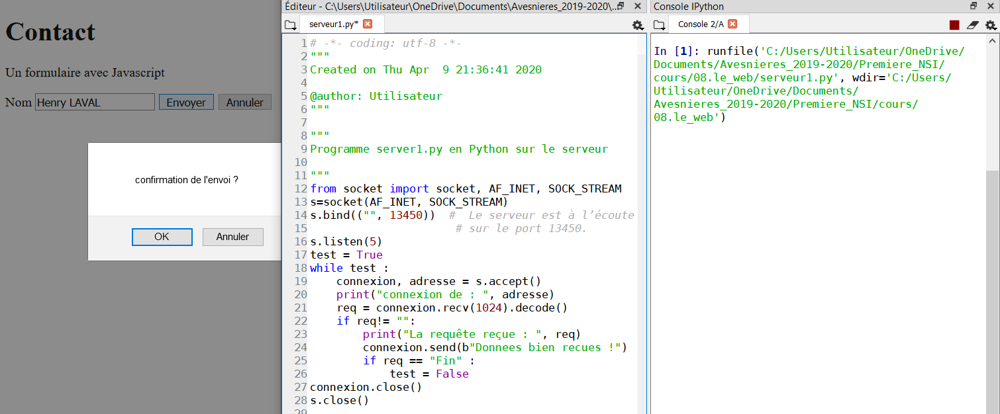 Contact
Un formulaire avec Javascript
Nom Henry LAVAL Envoyer Annuler
confirmation de l'envoi ?
OK Annuler
Éditeur - C:\Users\Utilisateur\OneDrive\Documents\Avesnieres_2019-2020\...
serveur1.py*
1 # -*- coding: utf-8 -*-
2 """
3 Created on Thu Apr  9 21:36:41 2020
4
5 @author: Utilisateur
6 """
7
8 """
9 Programme server1.py en Python sur le serveur
10
11 """
12 from socket import socket, AF_INET, SOCK_STREAM
13 s=socket(AF_INET, SOCK_STREAM)
14 s.bind(("", 13450))  #  Le serveur est à l’écoute
15                      # sur le port 13450.
16 s.listen(5)
17 test = True
18 while test :
19     connexion, adresse = s.accept()
20     print("connexion de : ", adresse)
21     req = connexion.recv(1024).decode()
22     if req!= "":
23         print("La requête reçue : ", req)
24         connexion.send(b"Donnees bien recues !")
25         if req == "Fin" :
26             test = False
27 connexion.close()
28 s.close()
29
Console IPython
Console 2/A
In [1]: runfile('C:/Users/Utilisateur/OneDrive/
Documents/Avesnieres_2019-2020/Premiere_NSI/
cours/08.le_web/serveur1.py', wdir='C:/Users/
Utilisateur/OneDrive/Documents/
Avesnieres_2019-2020/Premiere_NSI/cours/
08.le_web')